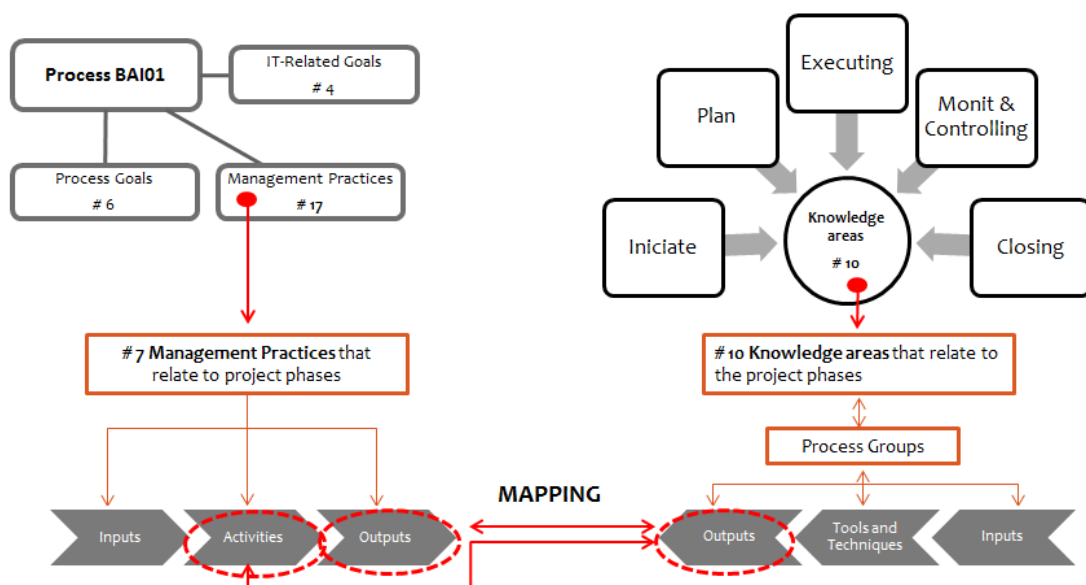 Process BAI01
IT-Related Goals
# 4
Process Goals
# 6
Management Practices
# 17
# 7 Management Practices that
relate to project phases
Inputs
Activities
Outputs
MAPPING
Executing
Plan
Monit &
Controlling
Iniciate
Knowledge
areas
# 10
Closing
# 10 Knowledge areas that relate to
the project phases
Process Groups
Outputs
Tools and
Techniques
Inputs